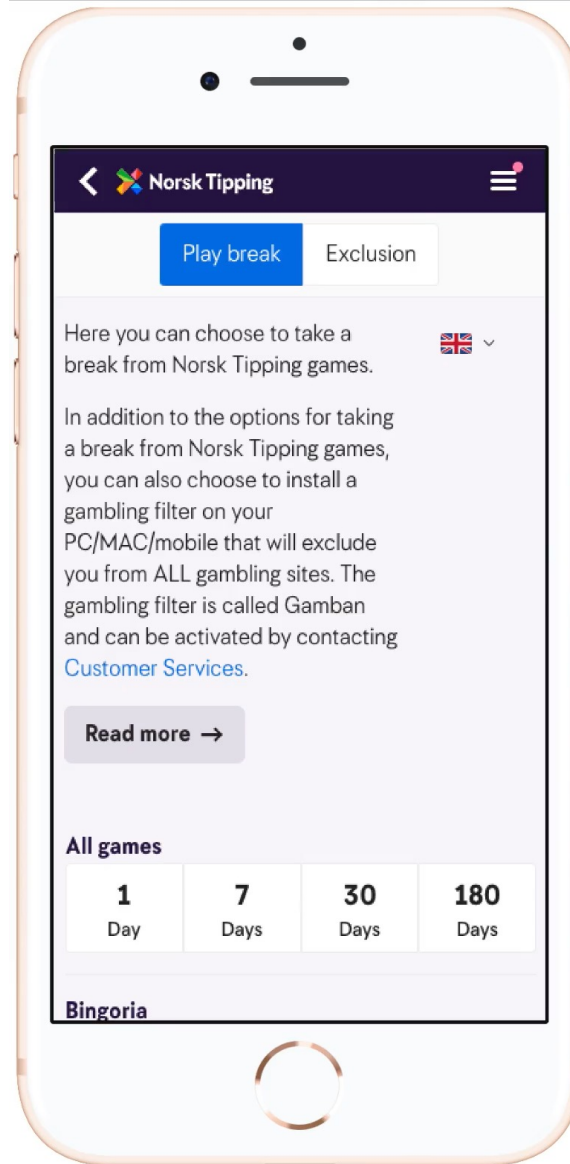 Norsk Tipping
Play break Exclusion
Here you can choose to take a
break from Norsk Tipping games.
In addition to the options for taking
a break from Norsk Tipping games,
you can also choose to install a
gambling filter on your
PC/MAC/mobile that will exclude
you from ALL gambling sites. The
gambling filter is called Gamban
and can be activated by contacting
Customer Services.
Read more →
All games
1 7 30 180
Day Days Days Days
Bingoria